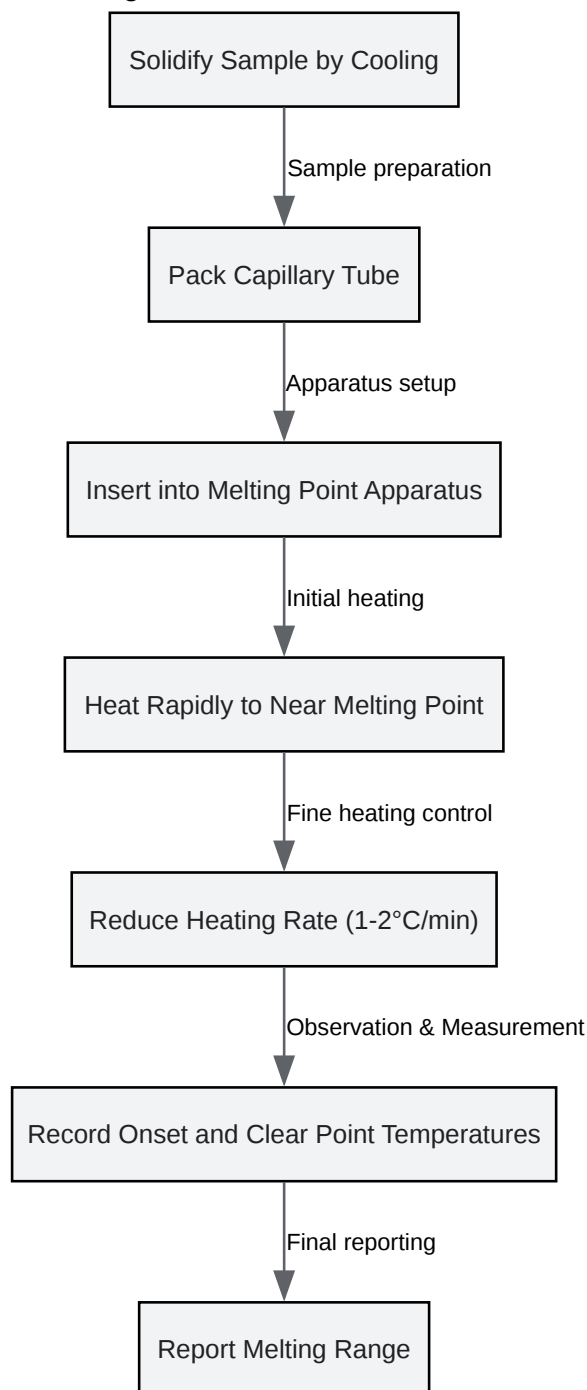 Solidify Sample by Cooling
Sample preparation
Pack Capillary Tube
Apparatus setup
Insert into Melting Point Apparatus
Initial heating
Heat Rapidly to Near Melting Point
Fine heating control
Reduce Heating Rate (1-2°C/min)
Observation & Measurement
Record Onset and Clear Point Temperatures
Final reporting
Report Melting Range